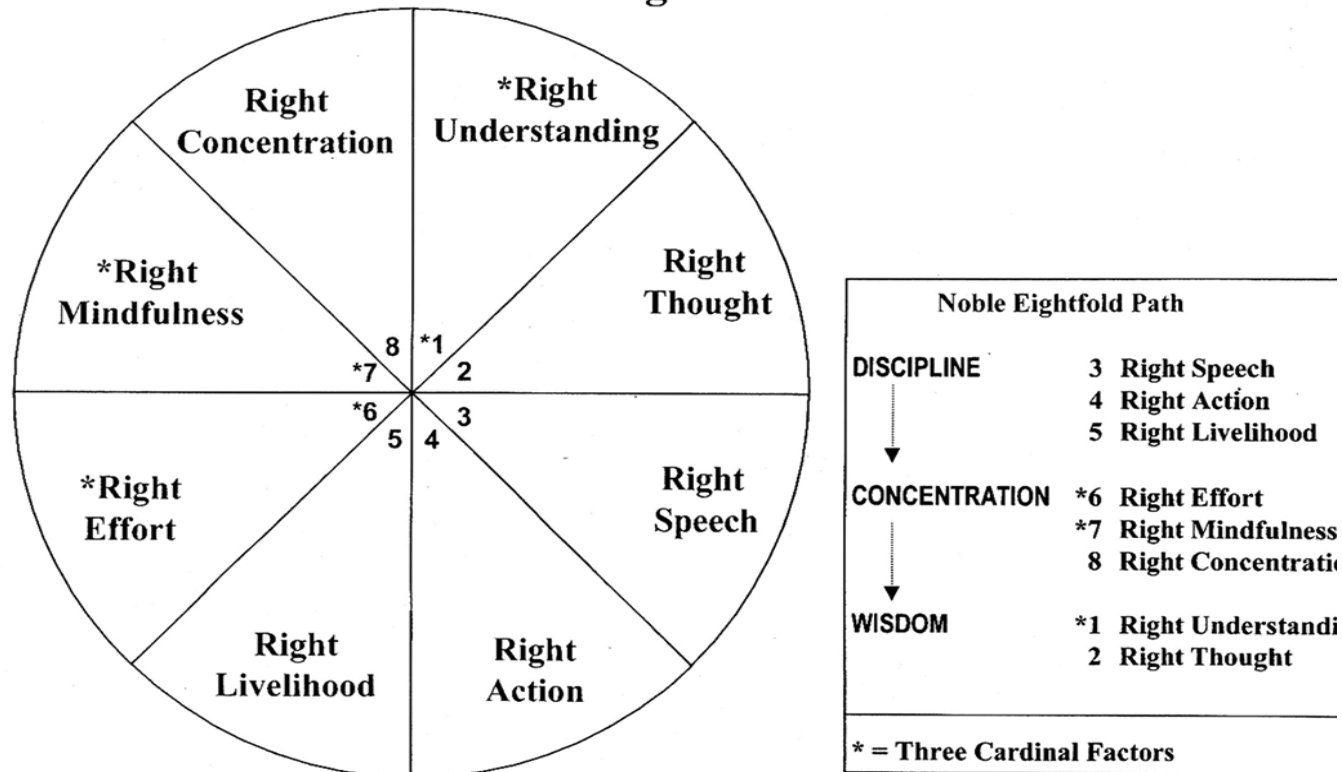 *Right
Understanding
Right
Thought
Right
Speech
Right
Action
Right
Livelihood
*Right
Effort
*Right
Mindfulness
Right
Concentration
*1
2
3
4
5
*6
*7
8
Noble Eightfold Path
DISCIPLINE 3 Right Speech
4 Right Action
5 Right Livelihood
CONCENTRATION *6 Right Effort
*7 Right Mindfulness
8 Right Concentratio
WISDOM *1 Right Understandi
2 Right Thought
* = Three Cardinal Factors